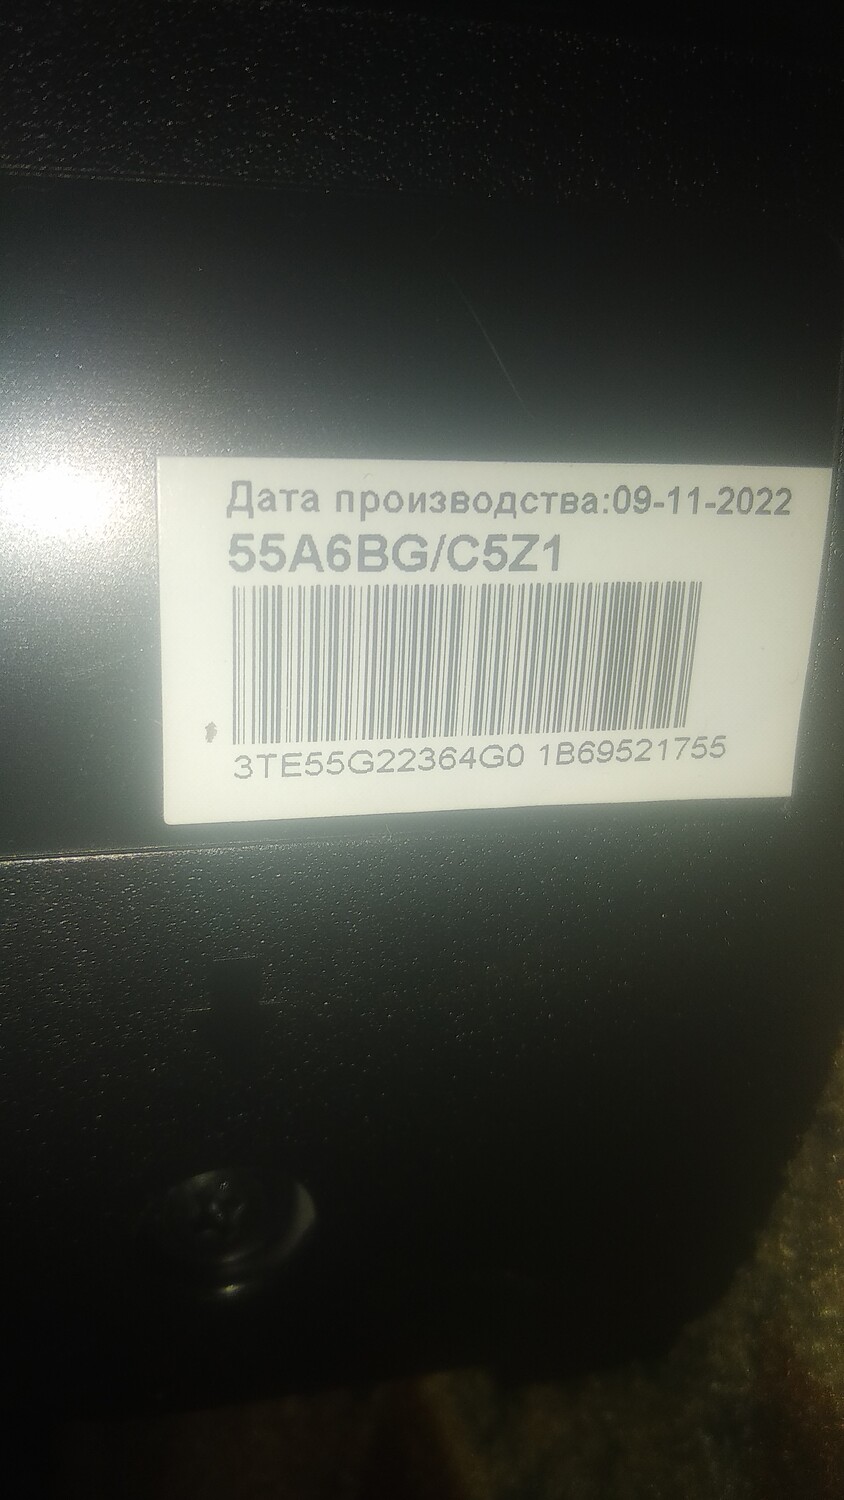 Дата производства:09-11-2022
55A6BG/C5Z1
3TE55G22364G0 1B69521755